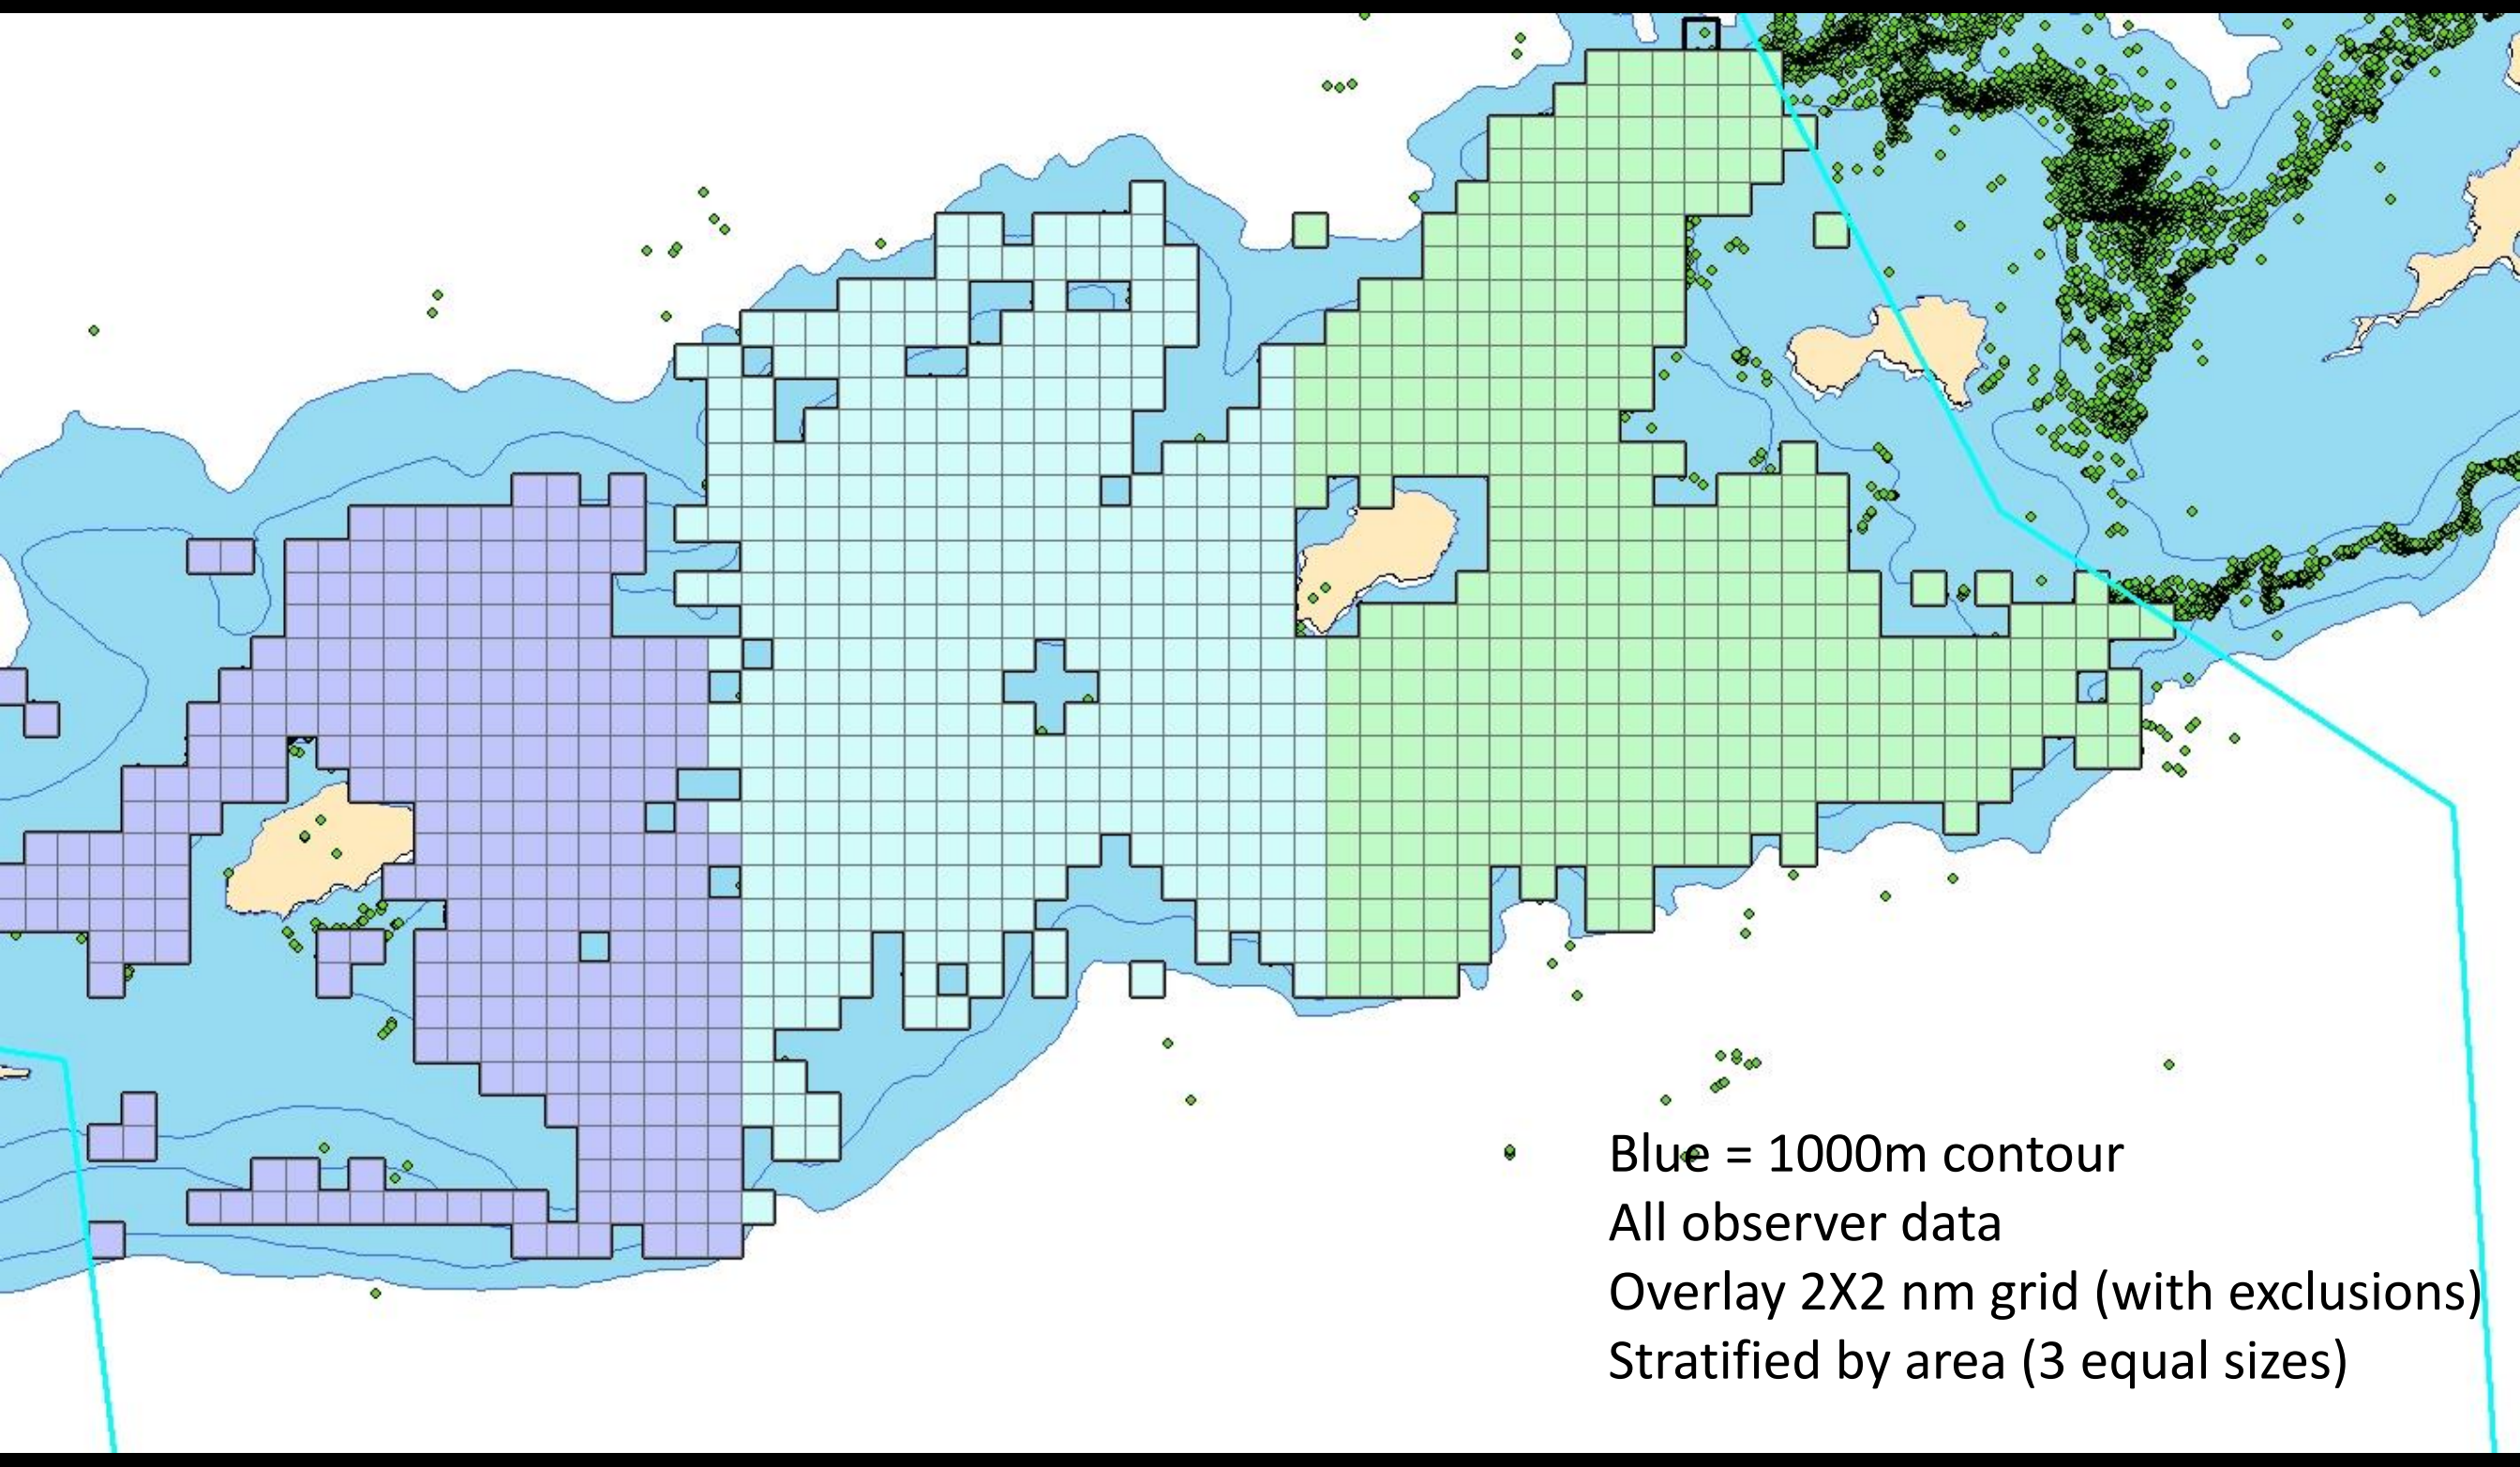 Blue = 1000m contour
All observer data
Overlay 2X2 nm grid (with exclusions)
Stratified by area (3 equal sizes)